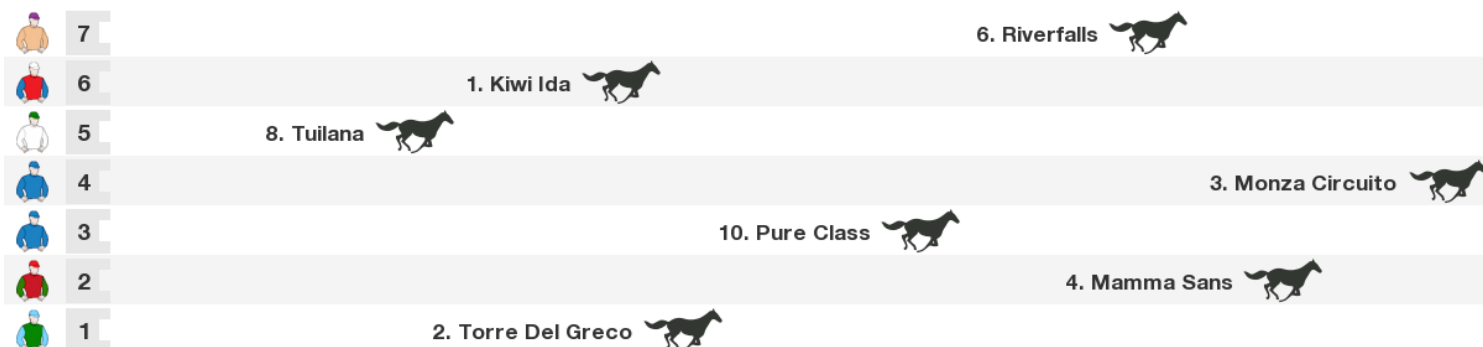 7 6. Riverfalls
6 1. Kiwi Ida
5 8. Tuilana
4 3. Monza Circuito
3 10. Pure Class
2 4. Mamma Sans
1 2. Torre Del Greco